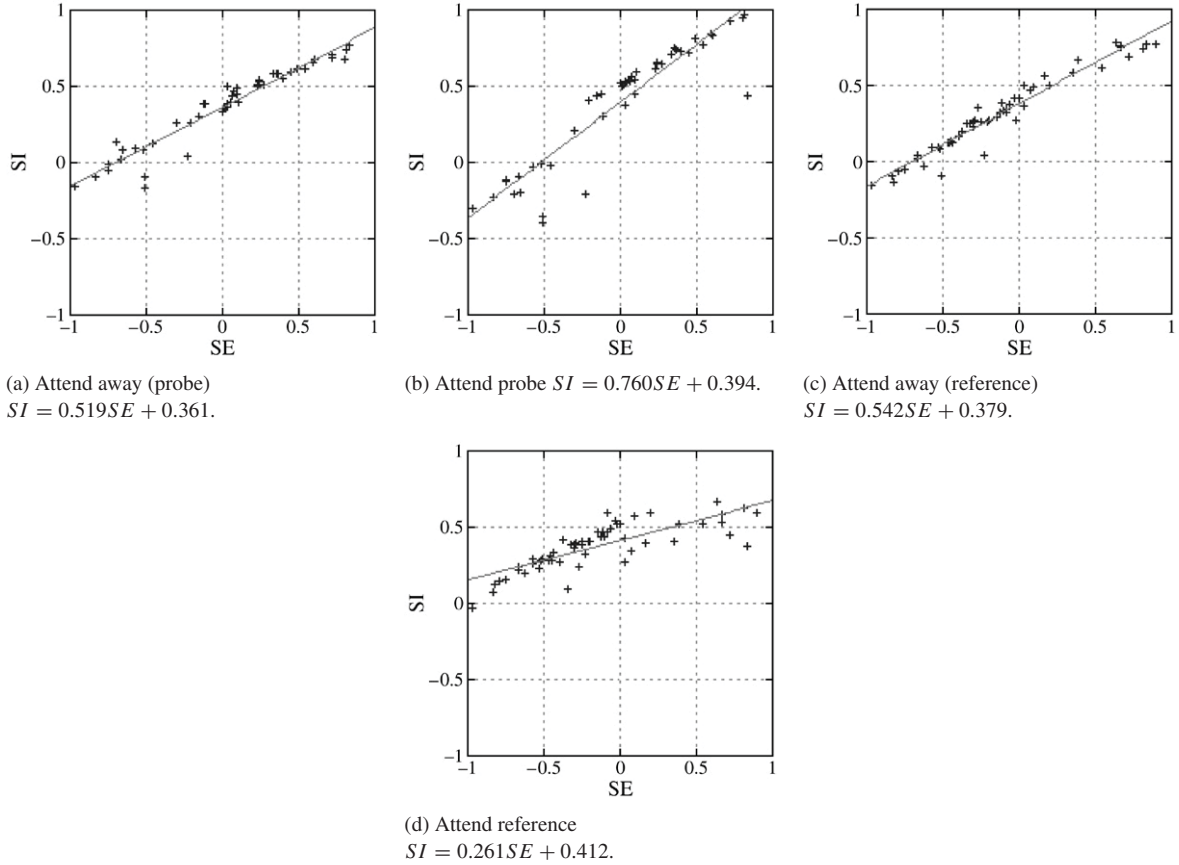 1
0.5
SI
0
−0.5
−1
−1 −0.5 0 0.5 1
SE
(a) Attend away (probe)
SI = 0.519SE + 0.361.
1
0.5
SI
0
−0.5
−1
−1 −0.5 0 0.5 1
SE
(b) Attend probe SI = 0.760SE + 0.394.
1
0.5
SI
0
−0.5
−1
−1 −0.5 0 0.5 1
SE
(c) Attend away (reference)
SI = 0.542SE + 0.379.
1
0.5
SI
0
−0.5
−1
−1 −0.5 0 0.5 1
SE
(d) Attend reference
SI = 0.261SE + 0.412.